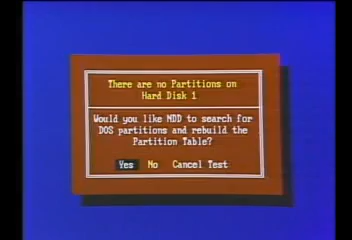 There are no Partitions on
Hard Disk 1
Would you like NDD to search for
DOS partitions and rebuild the
Partition Table?
Yes No Cancel Test